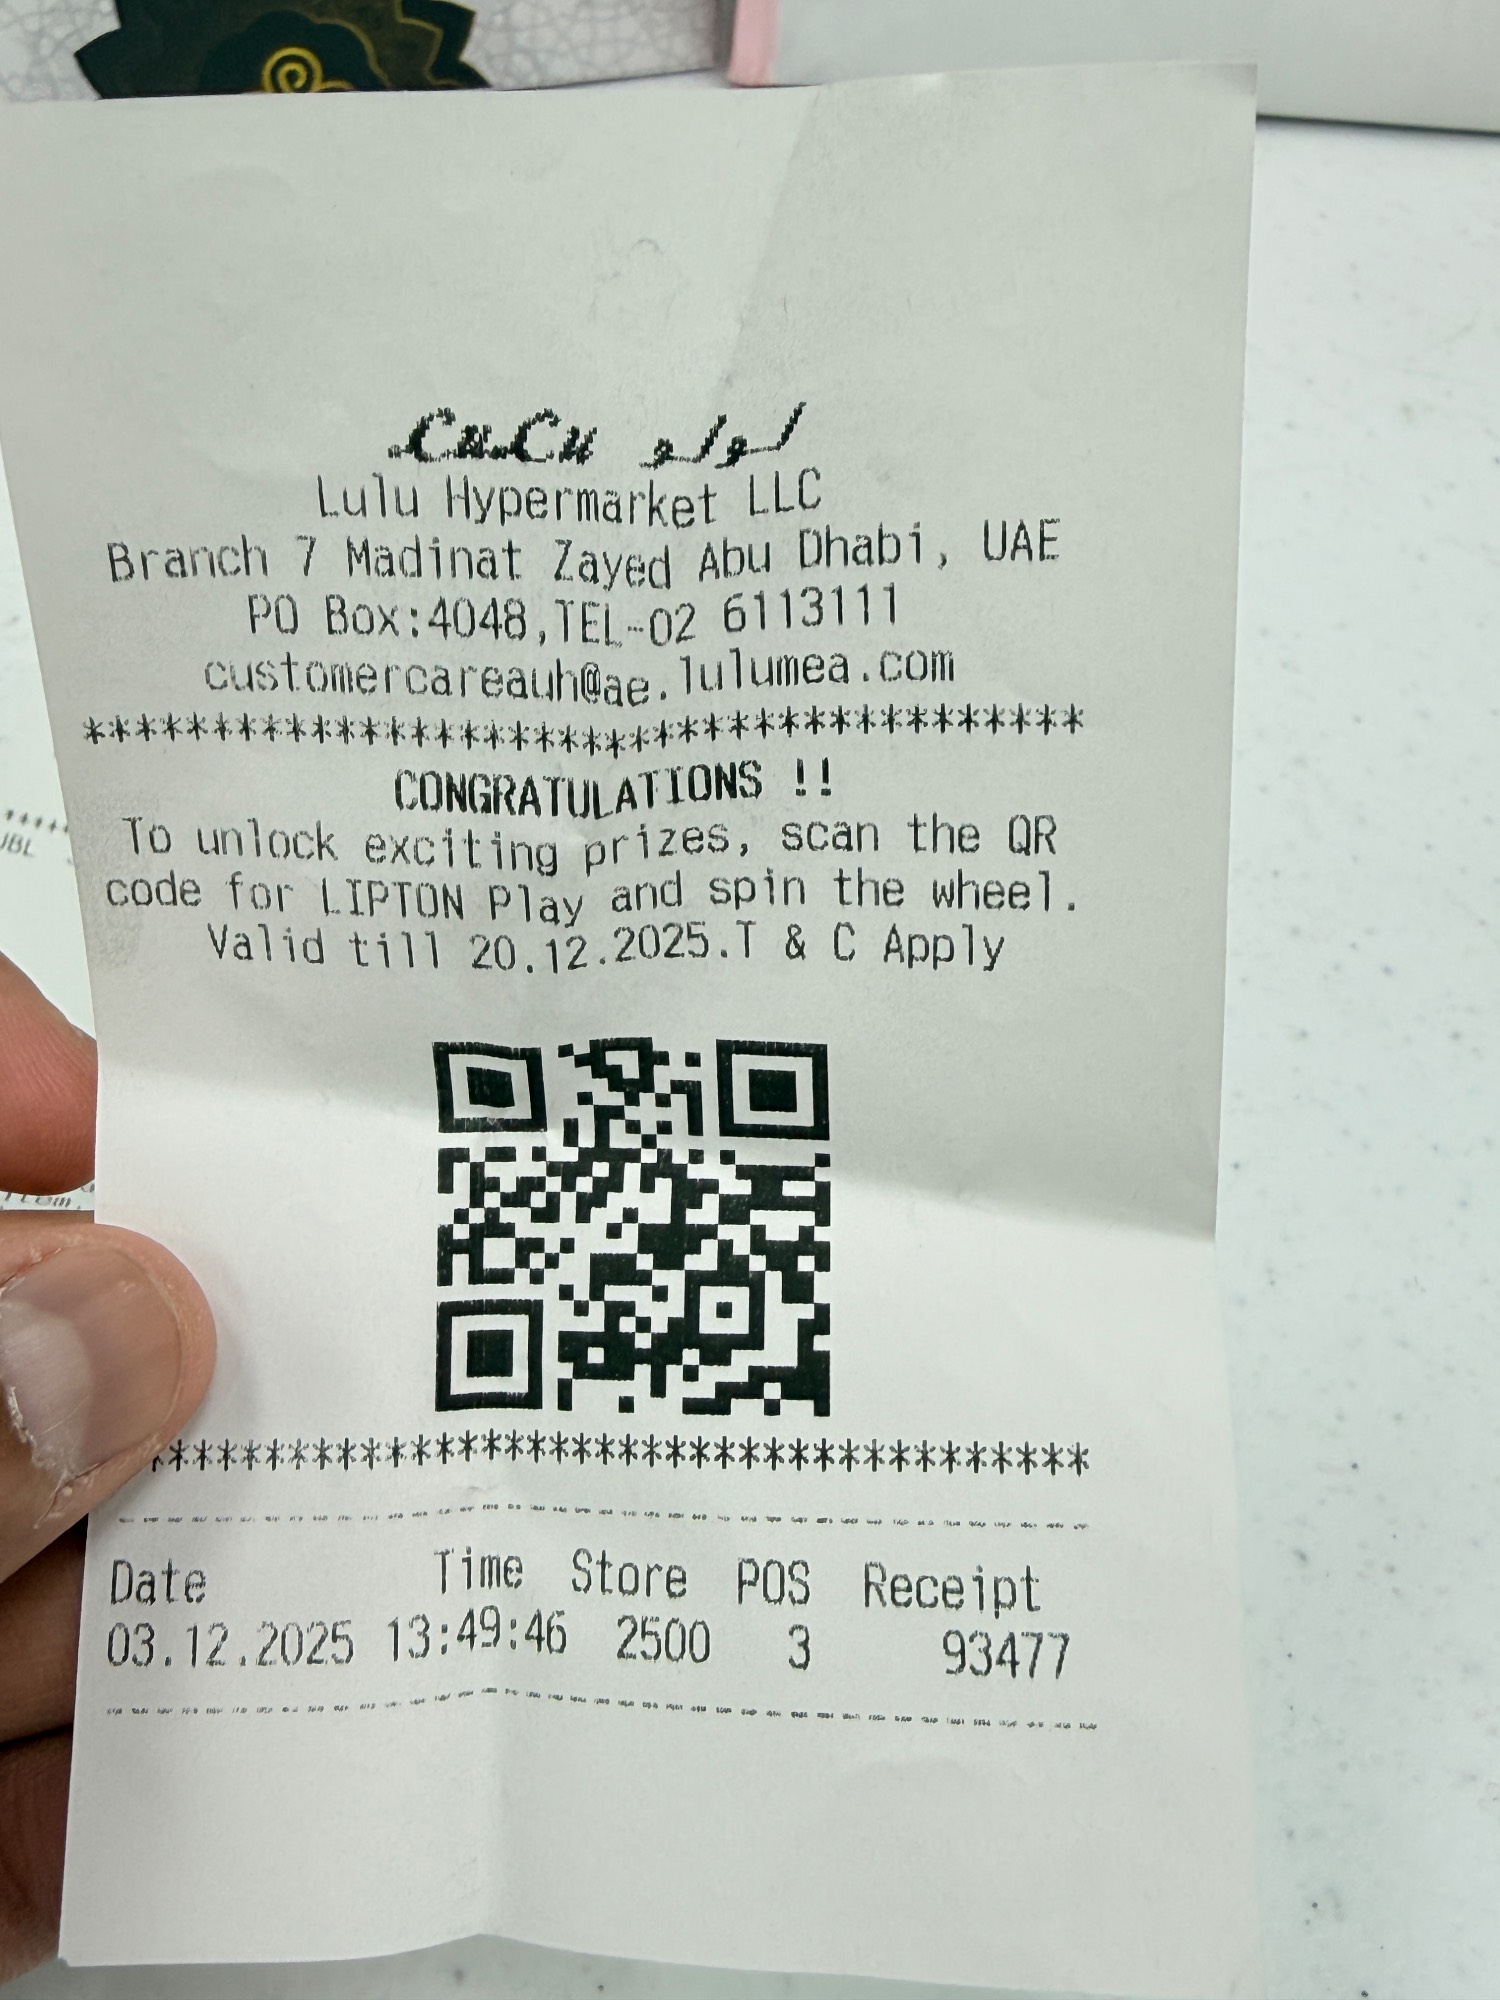 LuLu لولو
Lulu Hypermarket LLC
Branch 7 Madinat Zayed Abu Dhabi, UAE
PO Box:4048,TEL-02 6113111
customercareauh@ae.lulumea.com
****************************************
CONGRATULATIONS !!
To unlock exciting prizes, scan the QR
code for LIPTON Play and spin the wheel.
Valid till 20.12.2025.T & C Apply
****************************************
----------------------------------------
Date Time Store POS Receipt
03.12.2025 13:49:46 2500 3 93477
----------------------------------------